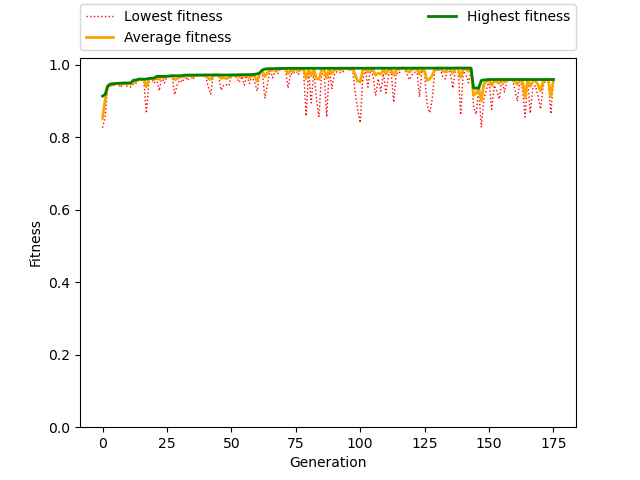 Lowest fitness
Average fitness
Highest fitness
1.0
0.8
0.6
0.4
0.2
0.0
Fitness
0 25 50 75 100 125 150 175
Generation